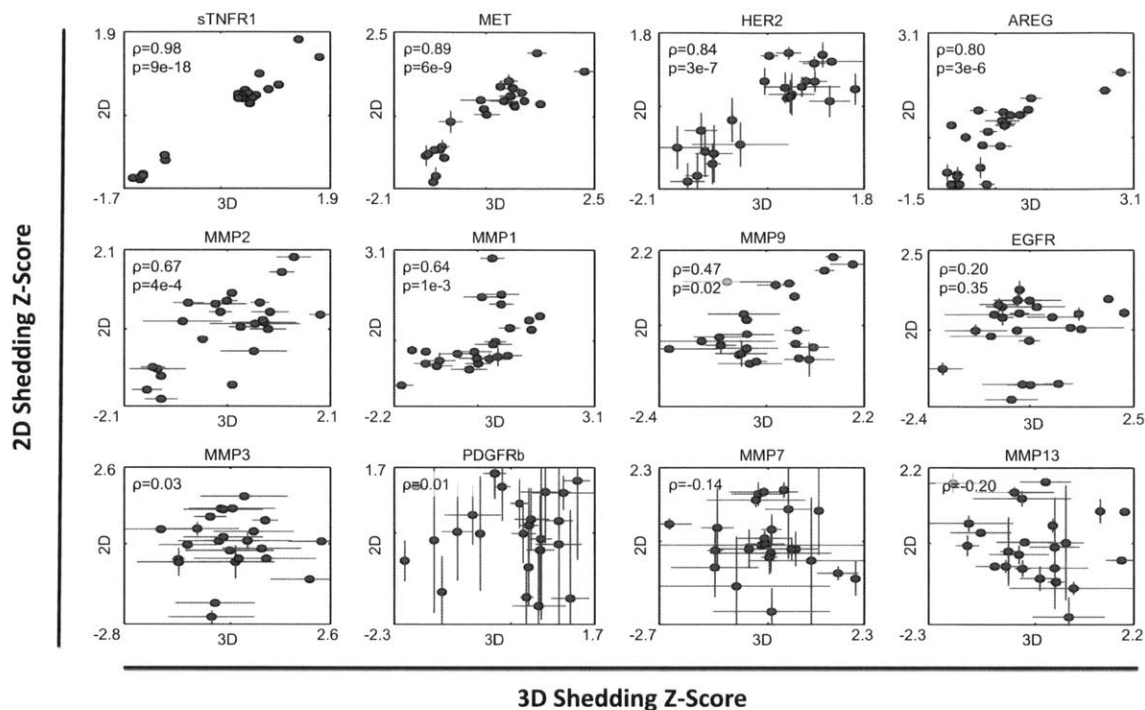 sTNFR1
1.9
ρ=0.98
p=9e-18
2D
-1.7
3D
1.9
MET
2.5
ρ=0.89
p=6e-9
2D
-2.1
3D
2.5
HER2
1.8
ρ=0.84
p=3e-7
2D
-2.1
3D
1.8
AREG
3.1
ρ=0.80
p=3e-6
2D
-1.5
3D
3.1
MMP2
2.1
ρ=0.67
p=4e-4
2D
-2.1
3D
2.1
MMP1
3.1
ρ=0.64
p=1e-3
2D
-2.2
3D
3.1
MMP9
2.2
ρ=0.47
p=0.02
2D
-2.4
3D
2.2
EGFR
2.5
ρ=0.20
p=0.35
2D
-2.4
3D
2.5
MMP3
2.6
ρ=0.03
2D
-2.8
3D
2.6
PDGFRb
1.7
ρ=0.01
2D
-2.3
3D
1.7
MMP7
2.3
ρ=-0.14
2D
-2.7
3D
2.3
MMP13
2.2
ρ=-0.20
2D
-2.3
3D
2.2
2D Shedding Z-Score
3D Shedding Z-Score